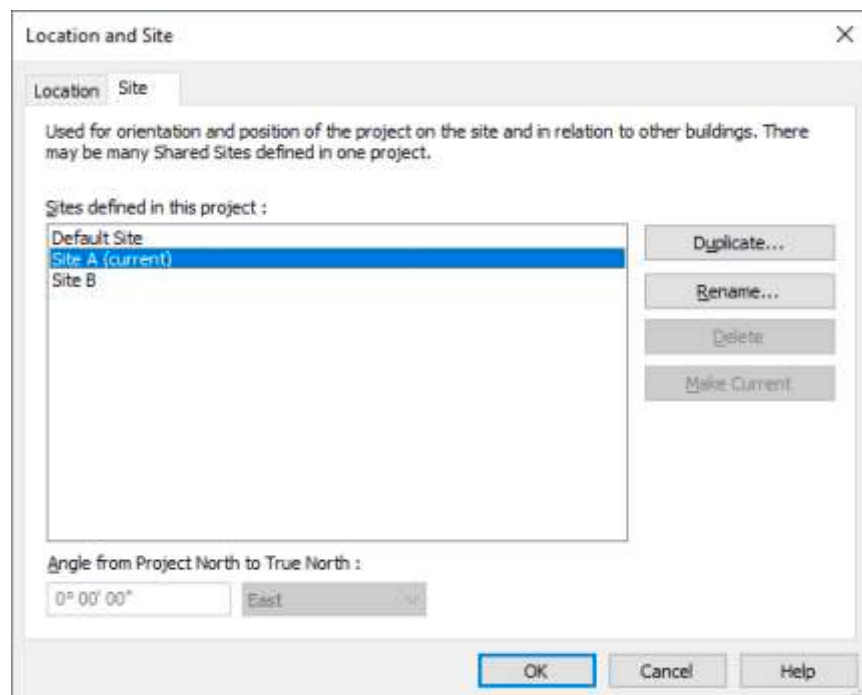 Location and Site
Location
Site
Used for orientation and position of the project on the site and in relation to other buildings. There
may be many Shared Sites defined in one project.
Sites defined in this project :
Default Site
Site A (current)
Site B
Duplicate...
Rename...
Delete
Make Current
Angle from Project North to True North :
0° 00' 00"
East
OK
Cancel
Help